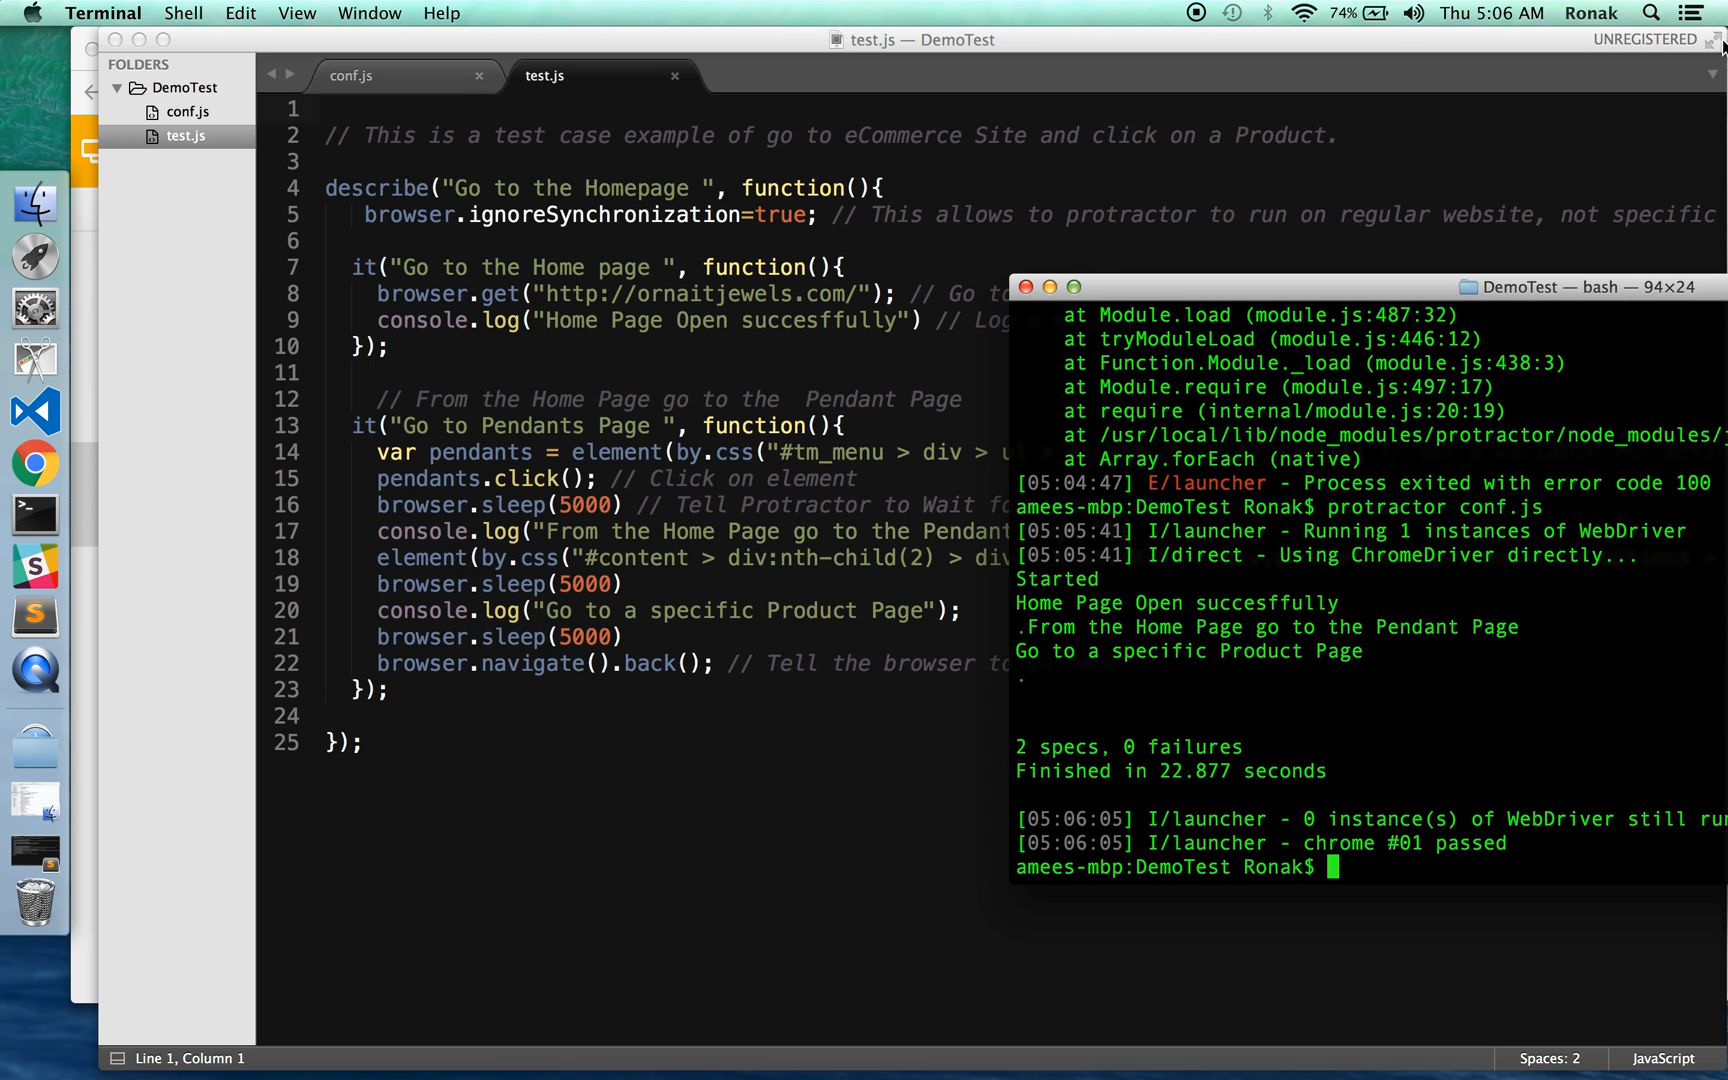 Terminal Shell Edit View Window Help
74% Thu 5:06 AM Ronak
test.js — DemoTest
UNREGISTERED
FOLDERS
DemoTest
conf.js
test.js
conf.js
test.js
1
2 // This is a test case example of go to eCommerce Site and click on a Product.
3
4 describe("Go to the Homepage ", function(){
5 browser.ignoreSynchronization=true; // This allows to protractor to run on regular website, not specific
6
7 it("Go to the Home page ", function(){
8 browser.get("http://ornaitjewels.com/"); // Go to
9 console.log("Home Page Open succesffully") // Log
10 });
11
12 // From the Home Page go to the  Pendant Page
13 it("Go to Pendants Page ", function(){
14 var pendants = element(by.css("#tm_menu > div > u
15 pendants.click(); // Click on element
16 browser.sleep(5000) // Tell Protractor to Wait fo
17 console.log("From the Home Page go to the Pendant
18 element(by.css("#content > div:nth-child(2) > div
19 browser.sleep(5000)
20 console.log("Go to a specific Product Page");
21 browser.sleep(5000)
22 browser.navigate().back(); // Tell the browser to
23 });
24
25 });
DemoTest — bash — 94×24
at Module.load (module.js:487:32)
at tryModuleLoad (module.js:446:12)
at Function.Module._load (module.js:438:3)
at Module.require (module.js:497:17)
at require (internal/module.js:20:19)
at /usr/local/lib/node_modules/protractor/node_modules/j
at Array.forEach (native)
[05:04:47] E/launcher - Process exited with error code 100
amees-mbp:DemoTest Ronak$ protractor conf.js
[05:05:41] I/launcher - Running 1 instances of WebDriver
[05:05:41] I/direct - Using ChromeDriver directly...
Started
Home Page Open succesffully
.From the Home Page go to the Pendant Page
Go to a specific Product Page
.
2 specs, 0 failures
Finished in 22.877 seconds
[05:06:05] I/launcher - 0 instance(s) of WebDriver still ru
[05:06:05] I/launcher - chrome #01 passed
amees-mbp:DemoTest Ronak$
Line 1, Column 1
Spaces: 2
JavaScript